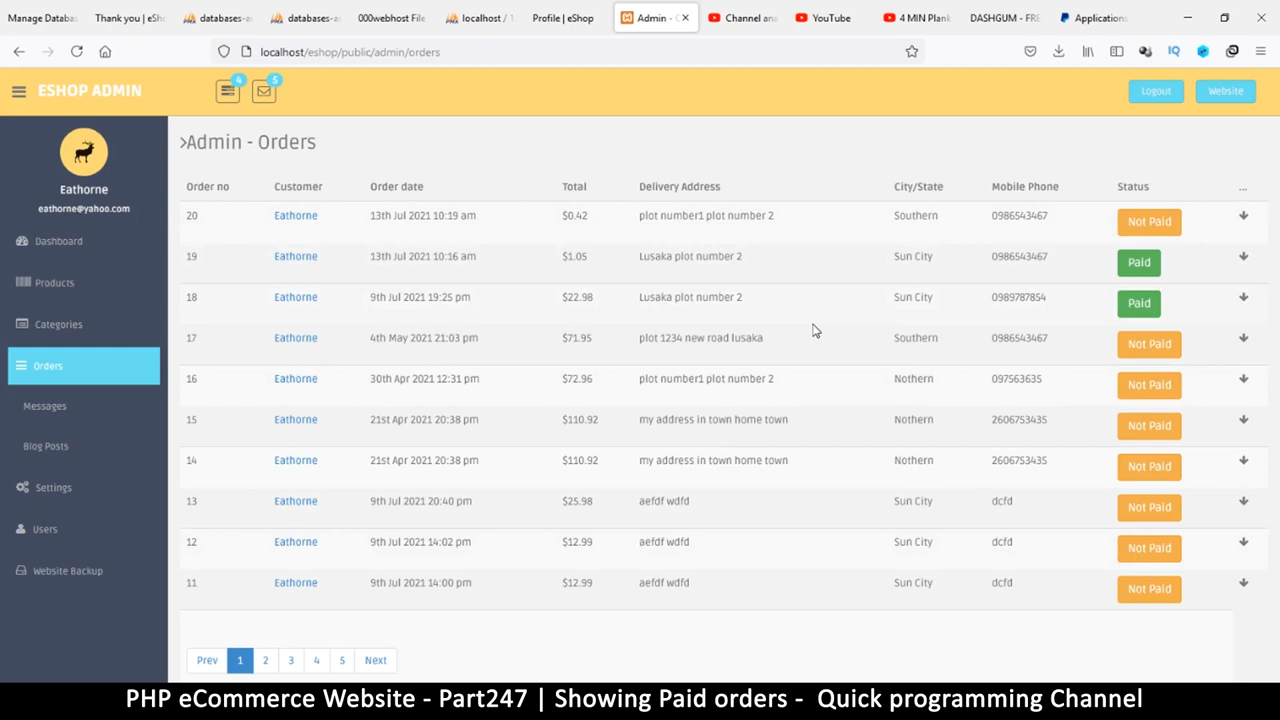 Manage Databas
Thank you | eSho
databases-a
databases-a
000webhost File
localhost / 1
Profile | eShop
Admin - O
Channel ana
YouTube
4 MIN Plank
DASHGUM - FRE
Applications
localhost/eshop/public/admin/orders
IQ
ESHOP ADMIN
4
5
Logout
Website
Eathorne
eathorne@yahoo.com
Dashboard
Products
Categories
Orders
Messages
Blog Posts
Settings
Users
Website Backup
>Admin - Orders
Order no Customer Order date Total Delivery Address City/State Mobile Phone Status ...
20 Eathorne 13th Jul 2021 10:19 am $0.42 plot number1 plot number 2 Southern 0986543467 Not Paid
19 Eathorne 13th Jul 2021 10:16 am $1.05 Lusaka plot number 2 Sun City 0986543467 Paid
18 Eathorne 9th Jul 2021 19:25 pm $22.98 Lusaka plot number 2 Sun City 0989787854 Paid
17 Eathorne 4th May 2021 21:03 pm $71.95 plot 1234 new road lusaka Southern 0986543467 Not Paid
16 Eathorne 30th Apr 2021 12:31 pm $72.96 plot number1 plot number 2 Nothern 097563635 Not Paid
15 Eathorne 21st Apr 2021 20:38 pm $110.92 my address in town home town Nothern 2606753435 Not Paid
14 Eathorne 21st Apr 2021 20:38 pm $110.92 my address in town home town Nothern 2606753435 Not Paid
13 Eathorne 9th Jul 2021 20:40 pm $25.98 aefdf wdfd Sun City dcfd Not Paid
12 Eathorne 9th Jul 2021 14:02 pm $12.99 aefdf wdfd Sun City dcfd Not Paid
11 Eathorne 9th Jul 2021 14:00 pm $12.99 aefdf wdfd Sun City dcfd Not Paid
Prev 1 2 3 4 5 Next
PHP eCommerce Website - Part247 | Showing Paid orders - Quick programming Channel